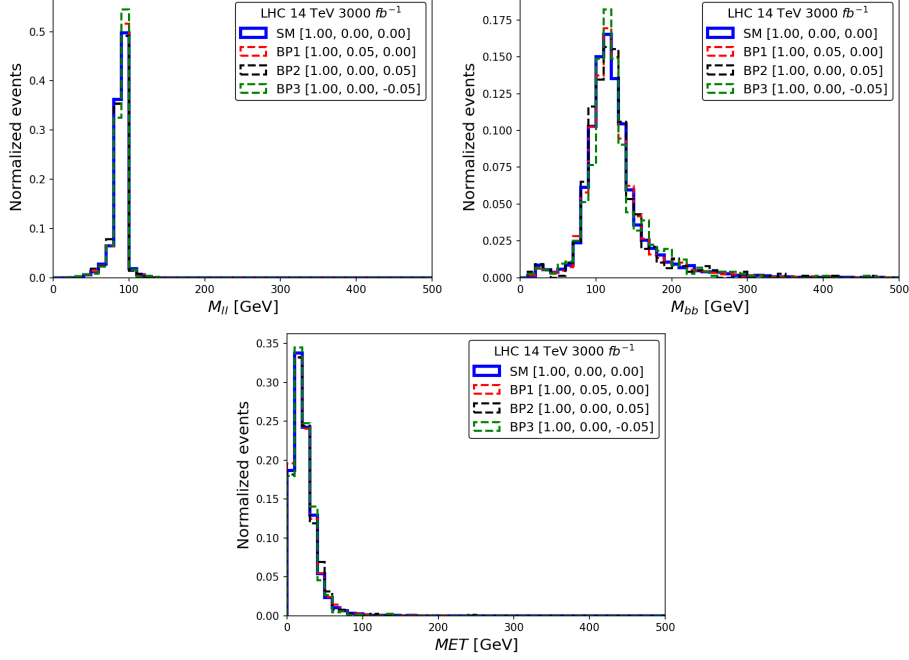 LHC 14 TeV 3000 fb⁻¹
SM [1.00, 0.00, 0.00]
BP1 [1.00, 0.05, 0.00]
BP2 [1.00, 0.00, 0.05]
BP3 [1.00, 0.00, -0.05]
Normalized events
0.5
0.4
0.3
0.2
0.1
0.0
0 100 200 300 400 500
M_ll [GeV]
LHC 14 TeV 3000 fb⁻¹
SM [1.00, 0.00, 0.00]
BP1 [1.00, 0.05, 0.00]
BP2 [1.00, 0.00, 0.05]
BP3 [1.00, 0.00, -0.05]
Normalized events
0.175
0.150
0.125
0.100
0.075
0.050
0.025
0.000
0 100 200 300 400 500
M_bb [GeV]
LHC 14 TeV 3000 fb⁻¹
SM [1.00, 0.00, 0.00]
BP1 [1.00, 0.05, 0.00]
BP2 [1.00, 0.00, 0.05]
BP3 [1.00, 0.00, -0.05]
Normalized events
0.35
0.30
0.25
0.20
0.15
0.10
0.05
0.00
0 100 200 300 400 500
MET [GeV]